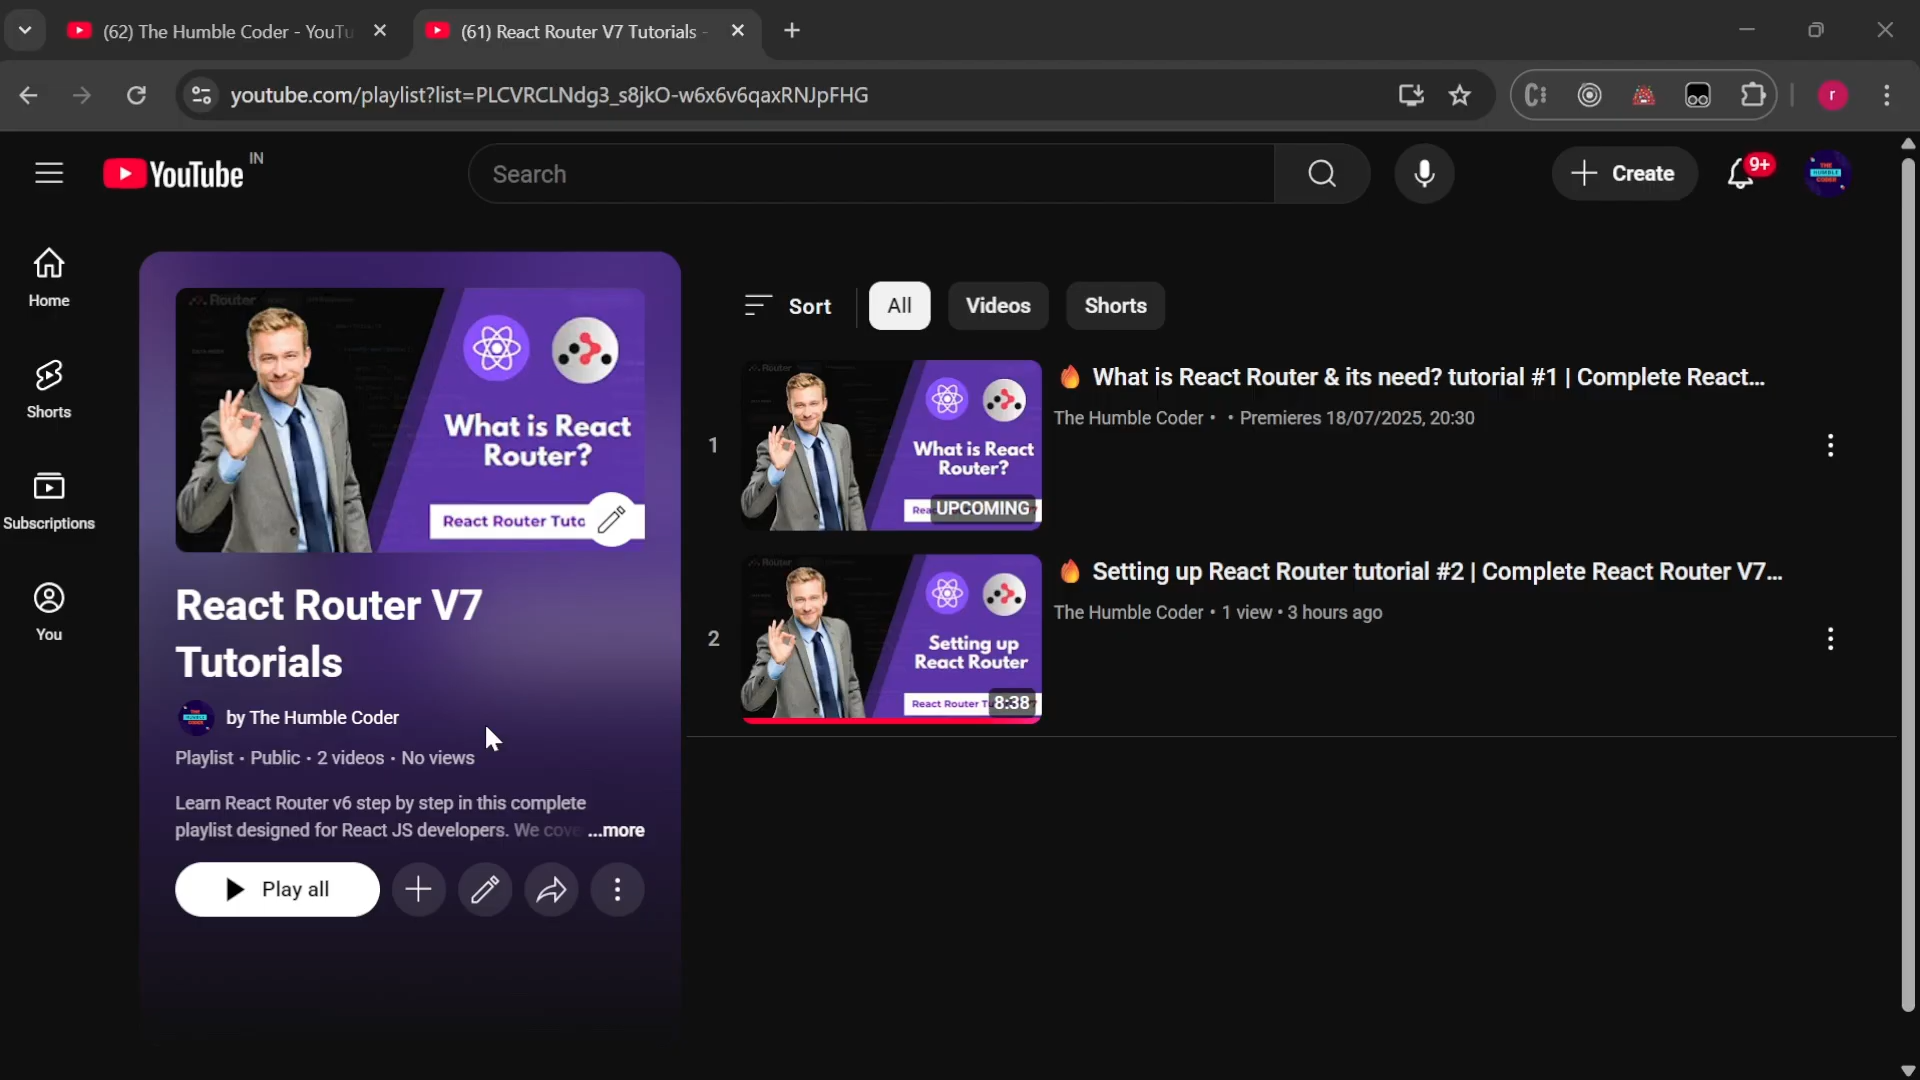 (62) The Humble Coder - YouTu
(61) React Router V7 Tutorials -
youtube.com/playlist?list=PLCVRCLNdg3_s8jkO-w6x6v6qaxRNJpFHG
r
YouTube IN
Search
Create
9+
THE HUMBLE CODER
Home
Shorts
Subscriptions
You
Router
What is React
Router?
React Router Tuto
React Router V7
Tutorials
by The Humble Coder
Playlist • Public • 2 videos • No views
Learn React Router v6 step by step in this complete
playlist designed for React JS developers. We cove ...more
Play all
Sort
All
Videos
Shorts
1
What is React
Router?
Rea
UPCOMING
🔥 What is React Router & its need? tutorial #1 | Complete React...
The Humble Coder • • Premieres 18/07/2025, 20:30
2
Setting up
React Router
React Router T
8:38
🔥 Setting up React Router tutorial #2 | Complete React Router V7...
The Humble Coder • 1 view • 3 hours ago